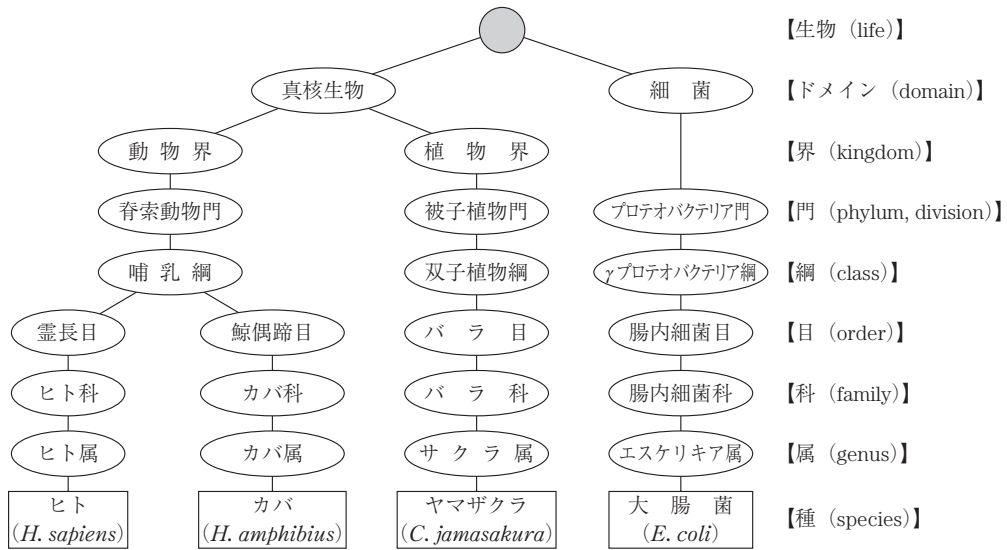 【生物（life）】
真核生物 細菌 【ドメイン（domain）】
動物界 植物界 【界（kingdom）】
脊索動物門 被子植物門 プロテオバクテリア門 【門（phylum, division）】
哺乳綱 双子植物綱 γプロテオバクテリア綱 【綱（class）】
霊長目 鯨偶蹄目 バラ目 腸内細菌目 【目（order）】
ヒト科 カバ科 バラ科 腸内細菌科 【科（family）】
ヒト属 カバ属 サクラ属 エスケリキア属 【属（genus）】
ヒト カバ ヤマザクラ 大腸菌
(H. sapiens) (H. amphibius) (C. jamasakura) (E. coli) 【種（species）】